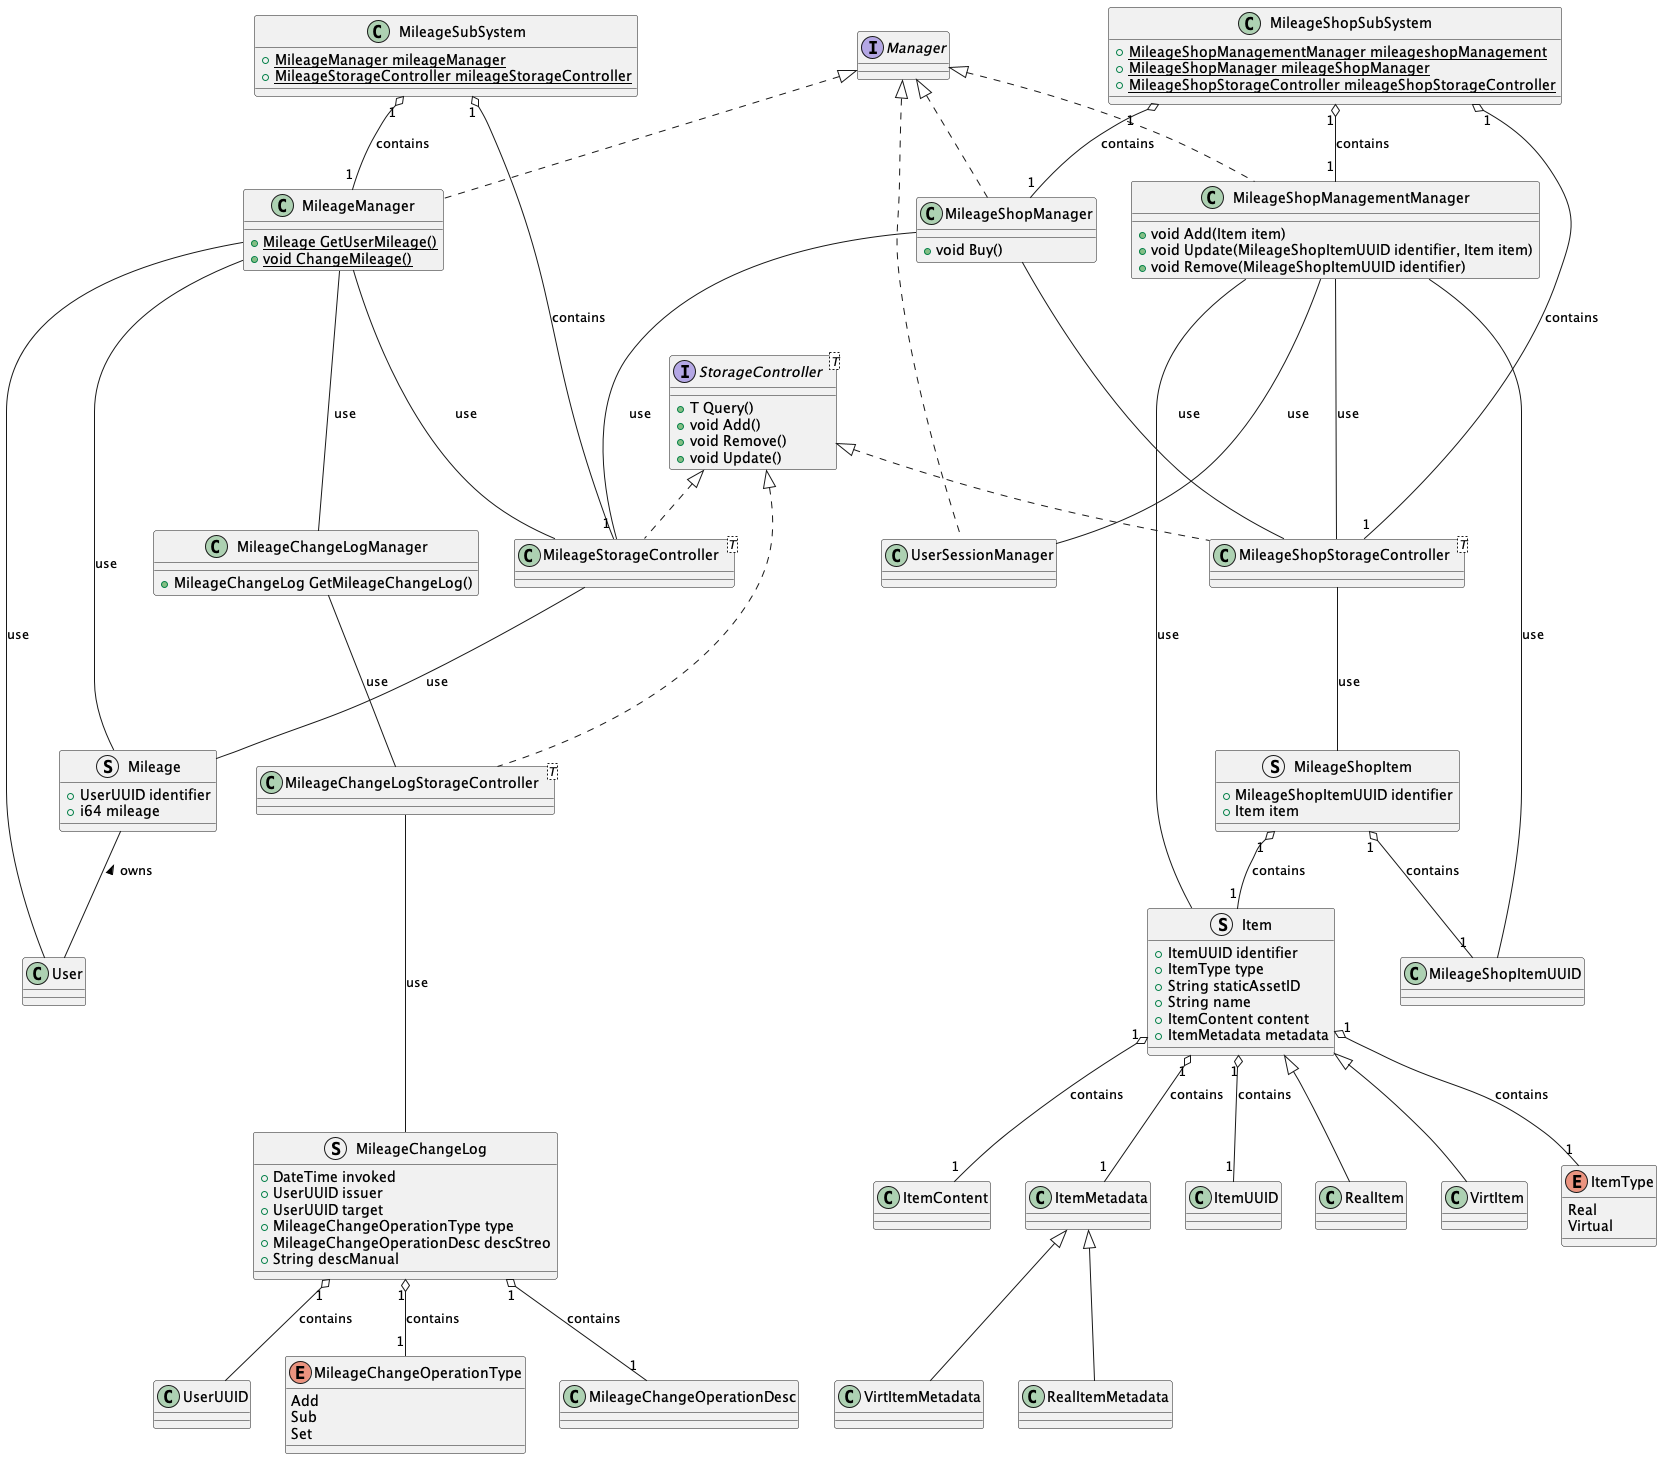 C MileageSubSystem
MileageManager mileageManager
MileageStorageController mileageStorageController
I Manager
C MileageShopSubSystem
MileageShopManagementManager mileageshopManagement
MileageShopManager mileageShopManager
MileageShopStorageController mileageShopStorageController
1
1
1
1
1
contains
contains
contains
1
1
1
C MileageManager
Mileage GetUserMileage()
void ChangeMileage()
C MileageShopManager
void Buy()
C MileageShopManagementManager
void Add(Item item)
void Update(MileageShopItemUUID identifier, Item item)
void Remove(MileageShopItemUUID identifier)
contains
contains
I StorageController T
T Query()
void Add()
void Remove()
void Update()
use
use
use
use
use
use
1
1
C MileageChangeLogManager
MileageChangeLog GetMileageChangeLog()
C MileageStorageController T
C UserSessionManager
C MileageShopStorageController T
use
use
use
use
use
use
use
S Mileage
UserUUID identifier
i64 mileage
C MileageChangeLogStorageController T
S MileageShopItem
MileageShopItemUUID identifier
Item item
1
1
owns
contains
contains
1
1
C User
S Item
ItemUUID identifier
ItemType type
String staticAssetID
String name
ItemContent content
ItemMetadata metadata
C MileageShopItemUUID
use
1
1
1
1
contains
contains
contains
contains
S MileageChangeLog
DateTime invoked
UserUUID issuer
UserUUID target
MileageChangeOperationType type
MileageChangeOperationDesc descStreo
String descManual
1
1
1
1
C ItemContent
C ItemMetadata
C ItemUUID
C RealItem
C VirtItem
E ItemType
Real
Virtual
1
1
1
contains
contains
contains
1
1
C UserUUID
E MileageChangeOperationType
Add
Sub
Set
C MileageChangeOperationDesc
C VirtItemMetadata
C RealItemMetadata